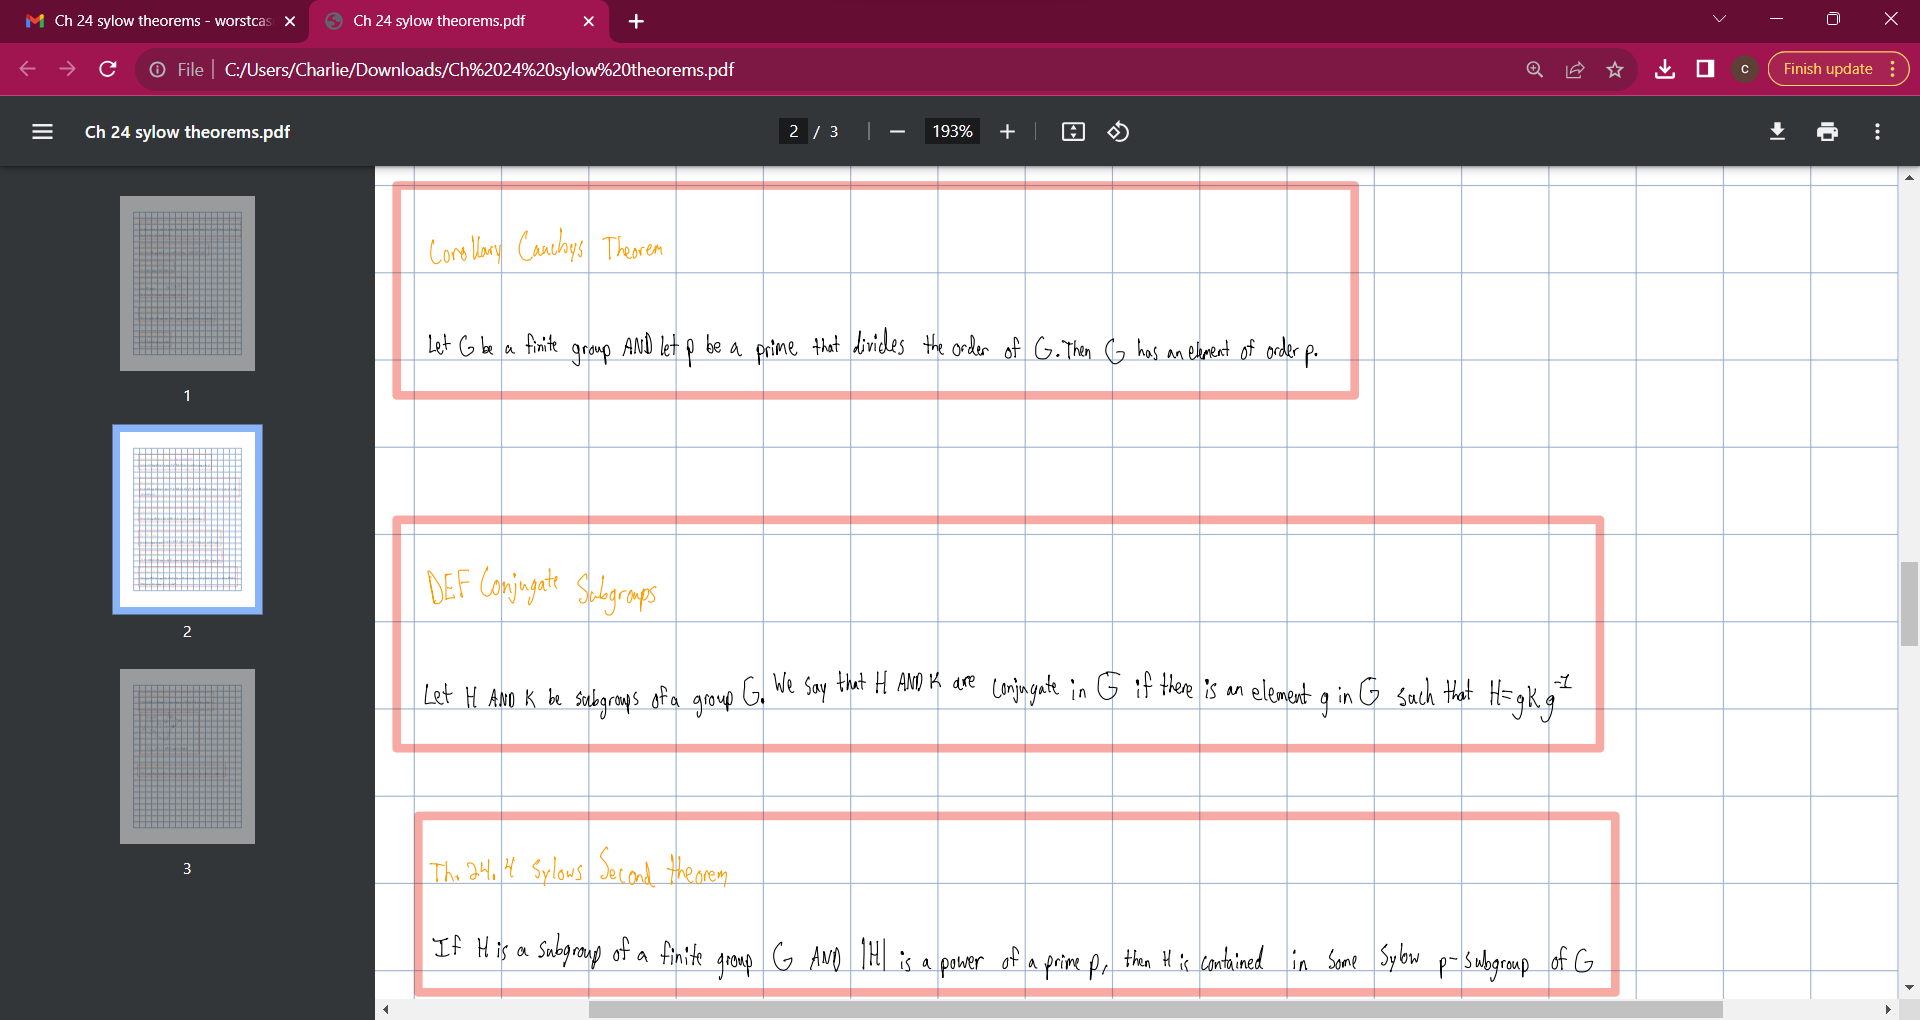 Ch 24 sylow theorems - worstcas
Ch 24 sylow theorems.pdf
File
C:/Users/Charlie/Downloads/Ch%2024%20sylow%20theorems.pdf
c
Finish update
Ch 24 sylow theorems.pdf
2 / 3
193%
1
2
3
Corollary Cauchys Theorem
Let G be a finite group AND let p be a prime that divides the order of G. Then G has an element of order p.
DEF Conjugate Subgroups
Let H AND K be subgroups of a group G. We say that H AND K are conjugate in G if there is an element g in G such that H=gKg⁻¹
Th. 24.4 Sylows Second theorem
If H is a subgroup of a finite group G AND |H| is a power of a prime p, then H is contained in some Sylow p-subgroup of G